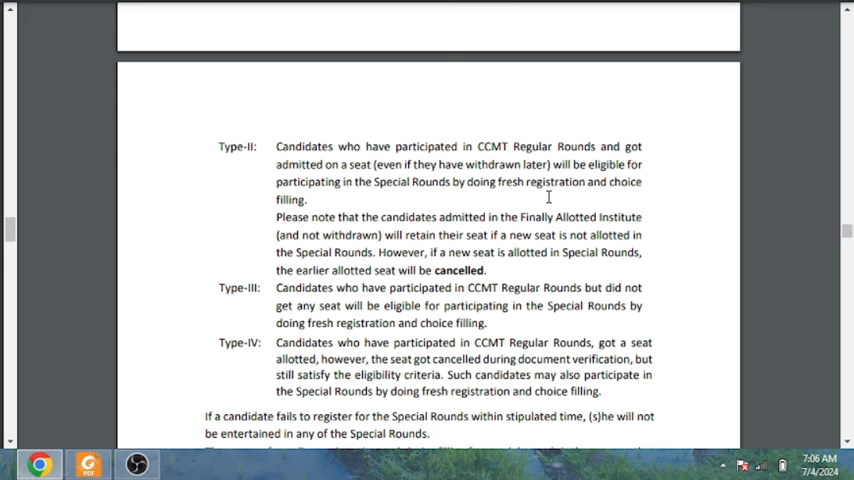 Type-II: Candidates who have participated in CCMT Regular Rounds and got
admitted on a seat (even if they have withdrawn later) will be eligible for
participating in the Special Rounds by doing fresh registration and choice
filling.
Please note that the candidates admitted in the Finally Allotted Institute
(and not withdrawn) will retain their seat if a new seat is not allotted in
the Special Rounds. However, if a new seat is allotted in Special Rounds,
the earlier allotted seat will be cancelled.
Type-III: Candidates who have participated in CCMT Regular Rounds but did not
get any seat will be eligible for participating in the Special Rounds by
doing fresh registration and choice filling.
Type-IV: Candidates who have participated in CCMT Regular Rounds, got a seat
allotted, however, the seat got cancelled during document verification, but
still satisfy the eligibility criteria. Such candidates may also participate in
the Special Rounds by doing fresh registration and choice filling.
If a candidate fails to register for the Special Rounds within stipulated time, (s)he will not
be entertained in any of the Special Rounds.
PDF
7:06 AM
7/4/2024